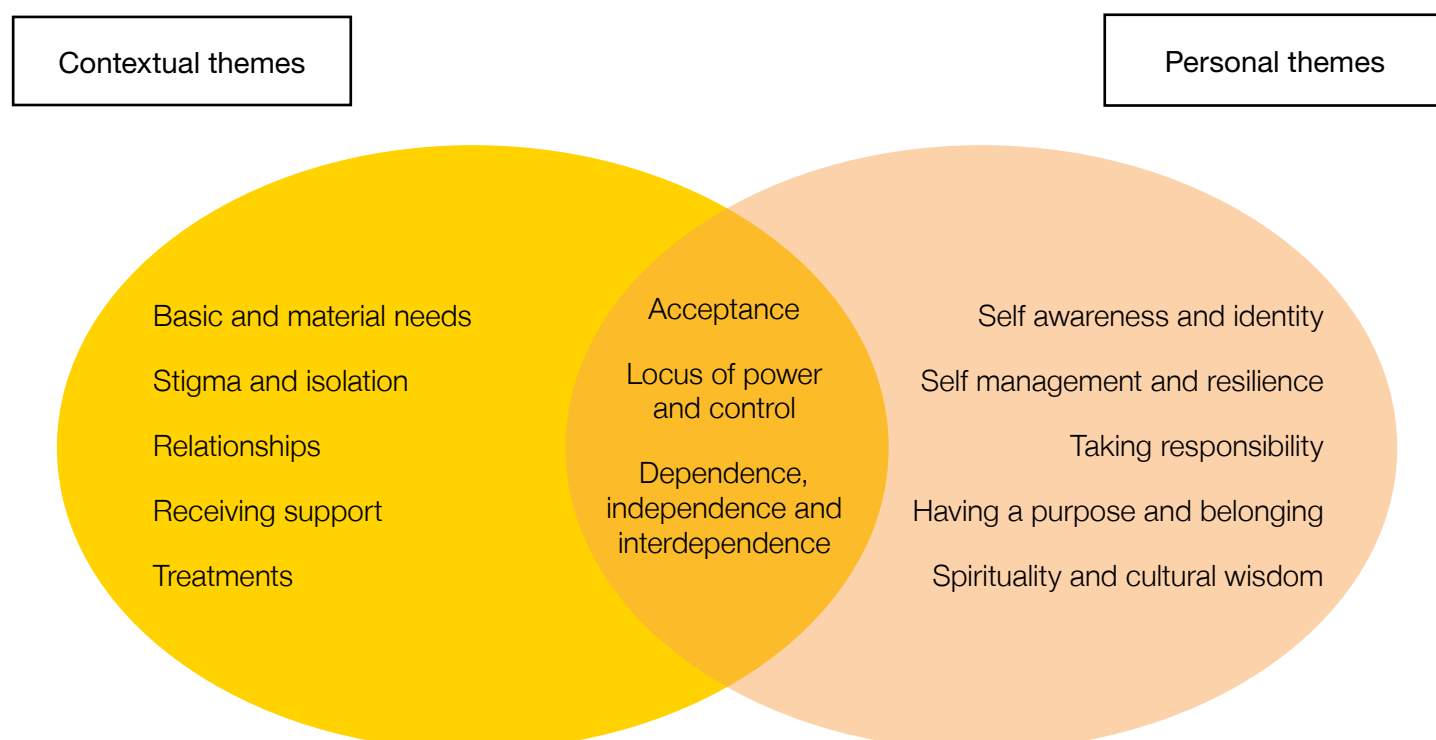 Contextual themes
Personal themes
Basic and material needs
Stigma and isolation
Relationships
Receiving support
Treatments
Acceptance
Locus of power
and control
Dependence,
independence and
interdependence
Self awareness and identity
Self management and resilience
Taking responsibility
Having a purpose and belonging
Spirituality and cultural wisdom